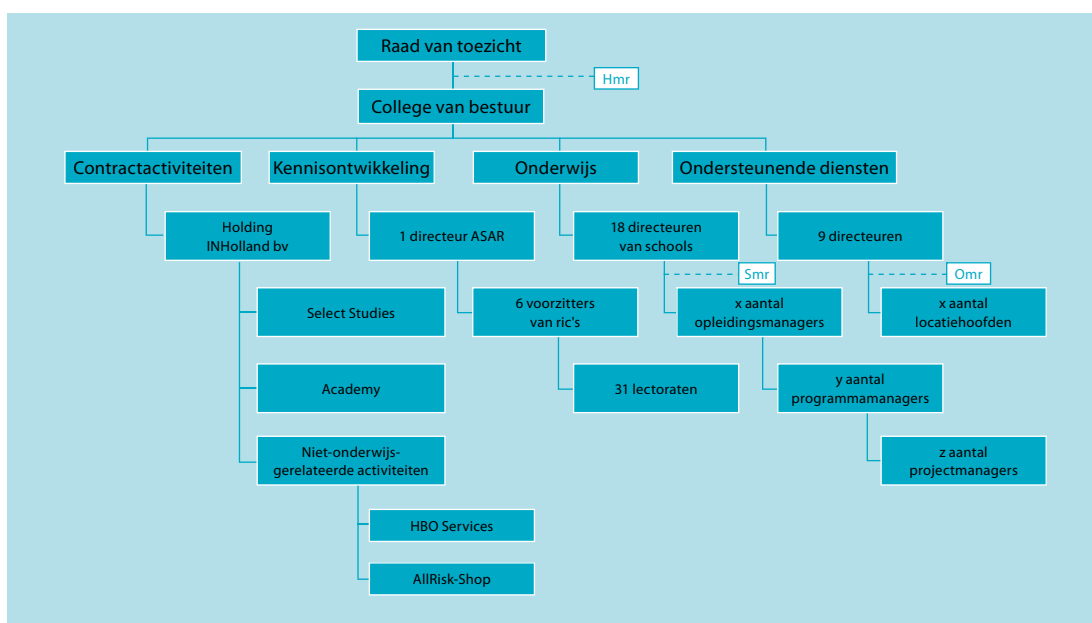 Raad van toezicht
Hmr
College van bestuur
Contractactiviteiten
Kennisontwikkeling
Onderwijs
Ondersteunende diensten
Holding
INHolland bv
1 directeur ASAR
18 directeuren
van schools
9 directeuren
Smr
Omr
Select Studies
6 voorzitters
van ric's
x aantal
opleidingsmanagers
x aantal
locatiehoofden
Academy
31 lectoraten
y aantal
programmamanagers
Niet-onderwijs-
gerelateerde activiteiten
z aantal
projectmanagers
HBO Services
AllRisk-Shop